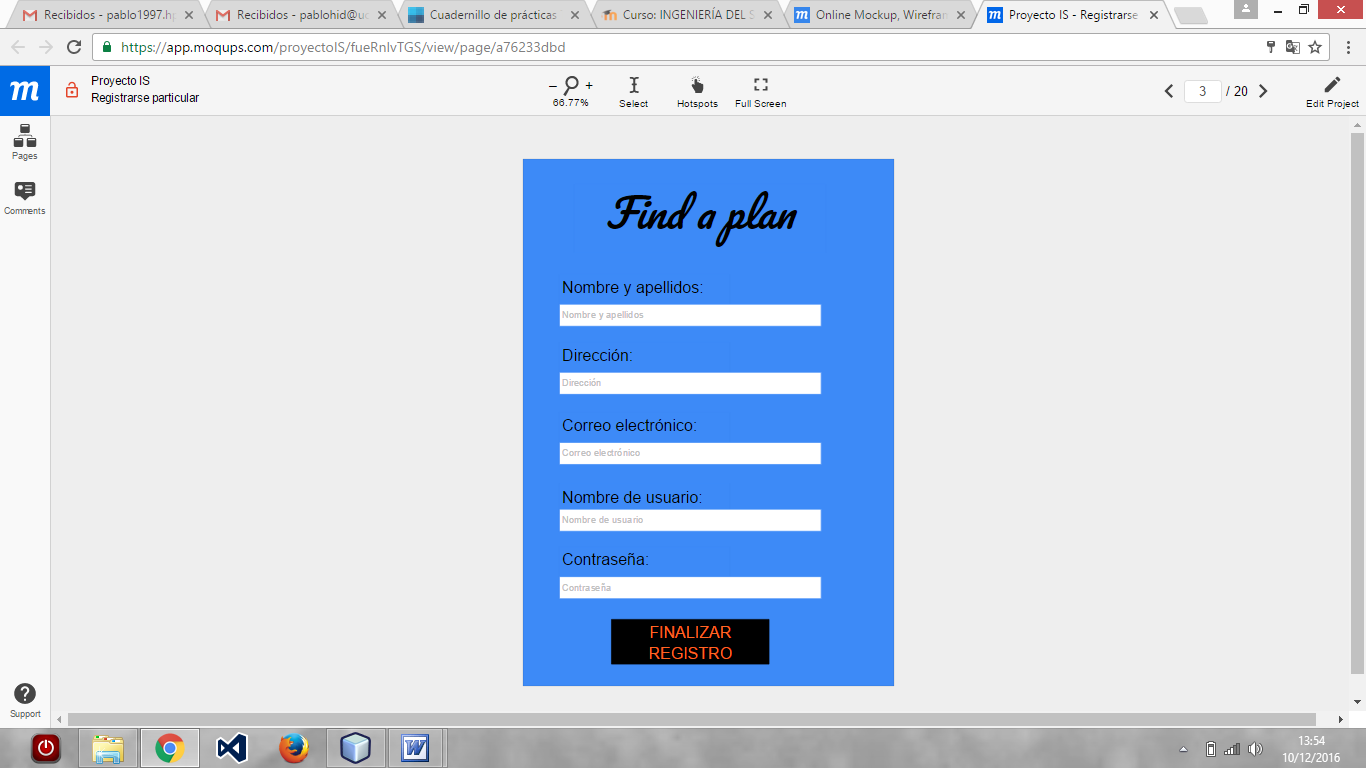 Recibidos - pablo1997.h
Recibidos - pablohid@u
Cuadernillo de prácticas
Curso: INGENIERÍA DEL S
Online Mockup, Wirefran
Proyecto IS - Registrarse
https://app.moqups.com/proyectoIS/fueRnIvTGS/view/page/a76233dbd
m
Proyecto IS
Registrarse particular
– +
66.77%
Select
Hotspots
Full Screen
3 / 20
Edit Project
Pages
Comments
Support
Find a plan
Nombre y apellidos:
Nombre y apellidos
Dirección:
Dirección
Correo electrónico:
Correo electrónico
Nombre de usuario:
Nombre de usuario
Contraseña:
Contraseña
FINALIZAR
REGISTRO
13:54
10/12/2016